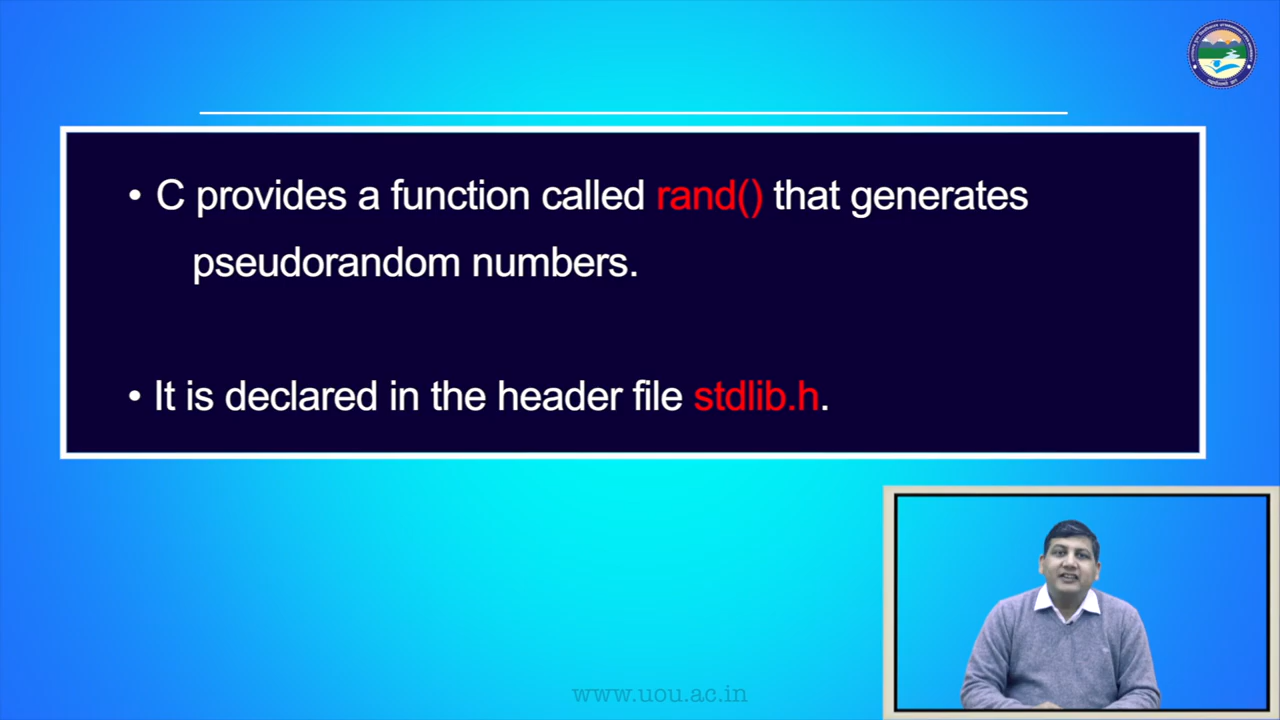 • C provides a function called rand() that generates
pseudorandom numbers.
• It is declared in the header file stdlib.h.
www.uou.ac.in